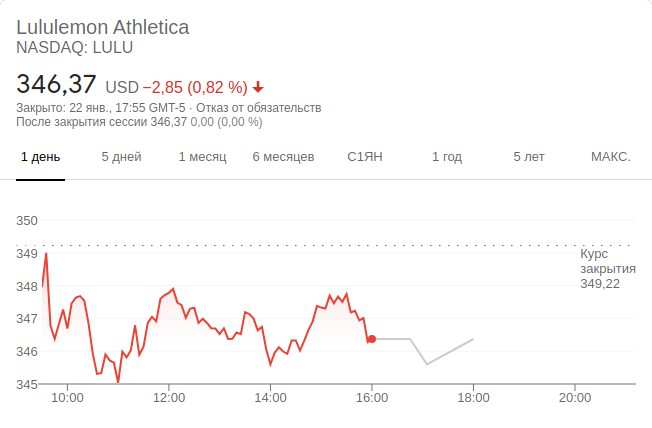 Lululemon Athletica
NASDAQ: LULU
346,37 USD −2,85 (0,82 %)
Закрыто: 22 янв., 17:55 GMT-5 · Отказ от обязательств
После закрытия сессии 346,37 0,00 (0,00 %)
1 день 5 дней 1 месяц 6 месяцев С1ЯН 1 год 5 лет МАКС.
350
349
348
347
346
345
Курс
закрытия
349,22
10:00 12:00 14:00 16:00 18:00 20:00